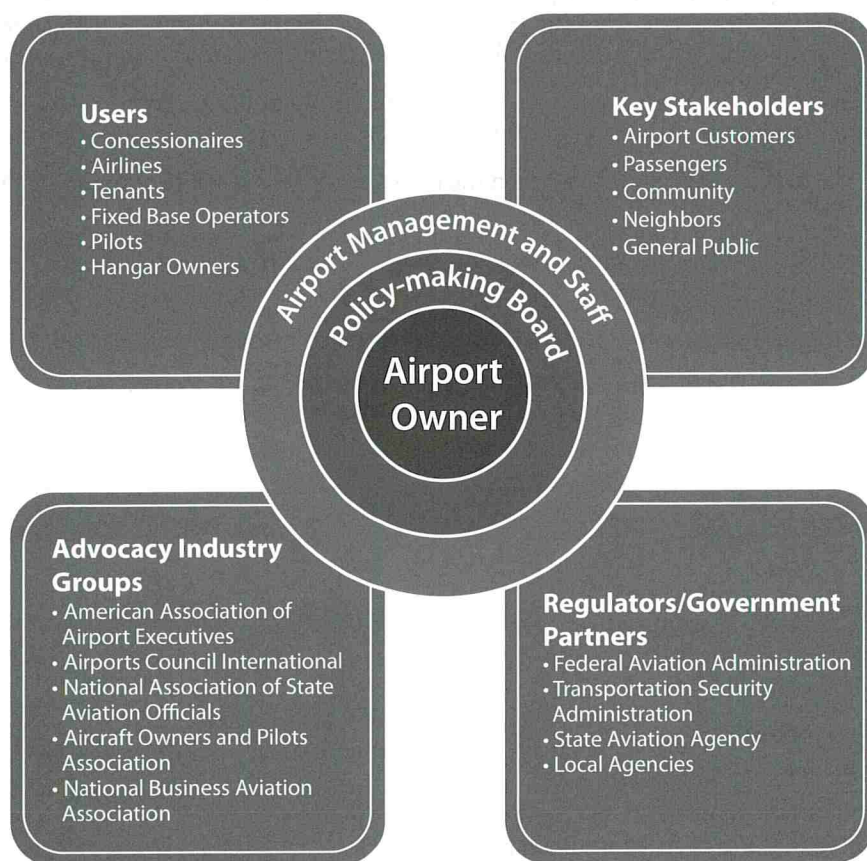 Users
• Concessionaires
• Airlines
• Tenants
• Fixed Base Operators
• Pilots
• Hangar Owners
Key Stakeholders
• Airport Customers
• Passengers
• Community
• Neighbors
• General Public
Airport Management and Staff
Policy-making Board
Airport
Owner
Advocacy Industry
Groups
• American Association of
Airport Executives
• Airports Council International
• National Association of State
Aviation Officials
• Aircraft Owners and Pilots
Association
• National Business Aviation
Association
Regulators/Government
Partners
• Federal Aviation Administration
• Transportation Security
Administration
• State Aviation Agency
• Local Agencies